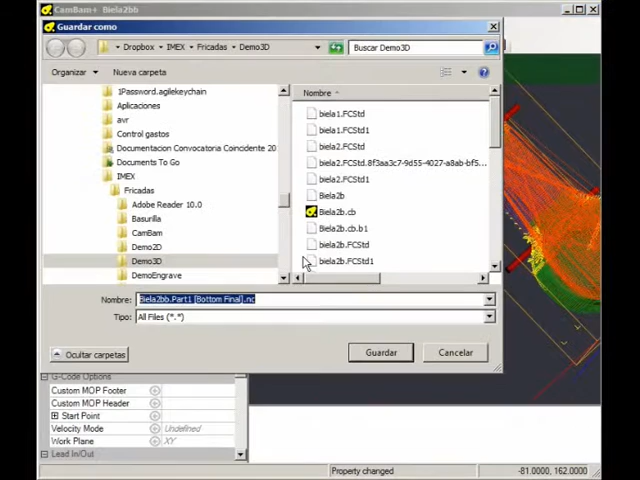 CamBam+ Biela2bb
Guardar como
Dropbox IMEX Fricadas Demo3D
Buscar Demo3D
Organizar Nueva carpeta
1Password.agilekeychain
Aplicaciones
avr
Control gastos
Documentacion Convocatoria Coincidente 20
Documents To Go
IMEX
Fricadas
Adobe Reader 10.0
Basurilla
CamBam
Demo2D
Demo3D
DemoEngrave
Nombre
biela1.FCStd
biela1.FCStd1
biela2.FCStd
biela2.FCStd.8f3aa3c7-9d55-4027-a8ab-bf5...
biela2.FCStd1
Biela2b
Biela2b.cb
Biela2b.cb.b1
biela2b.FCStd
biela2b.FCStd1
Nombre: Biela2bb.Part1 [Bottom Final].nc
Tipo: All Files (*.*)
Ocultar carpetas
Guardar
Cancelar
G-Code Options
Custom MOP Footer
Custom MOP Header
Start Point
Velocity Mode Undefined
Work Plane XY
Lead In/Out
Property changed
-81.0000, 162.0000